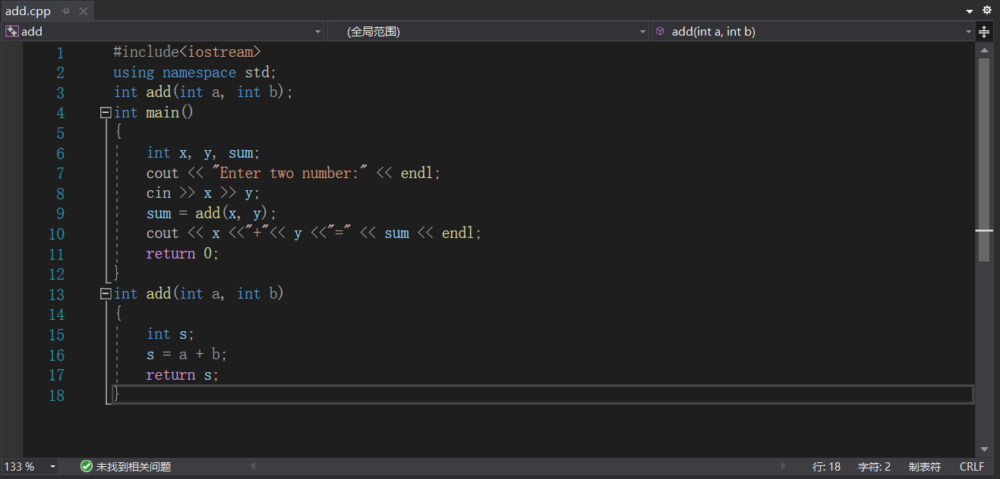 add.cpp
add (全局范围) add(int a, int b)
1 #include<iostream>
2 using namespace std;
3 int add(int a, int b);
4 int main()
5 {
6 int x, y, sum;
7 cout << "Enter two number:" << endl;
8 cin >> x >> y;
9 sum = add(x, y);
10 cout << x <<"+"<< y <<"=" << sum << endl;
11 return 0;
12 }
13 int add(int a, int b)
14 {
15 int s;
16 s = a + b;
17 return s;
18 }
133 % 未找到相关问题 行: 18 字符: 2 制表符 CRLF